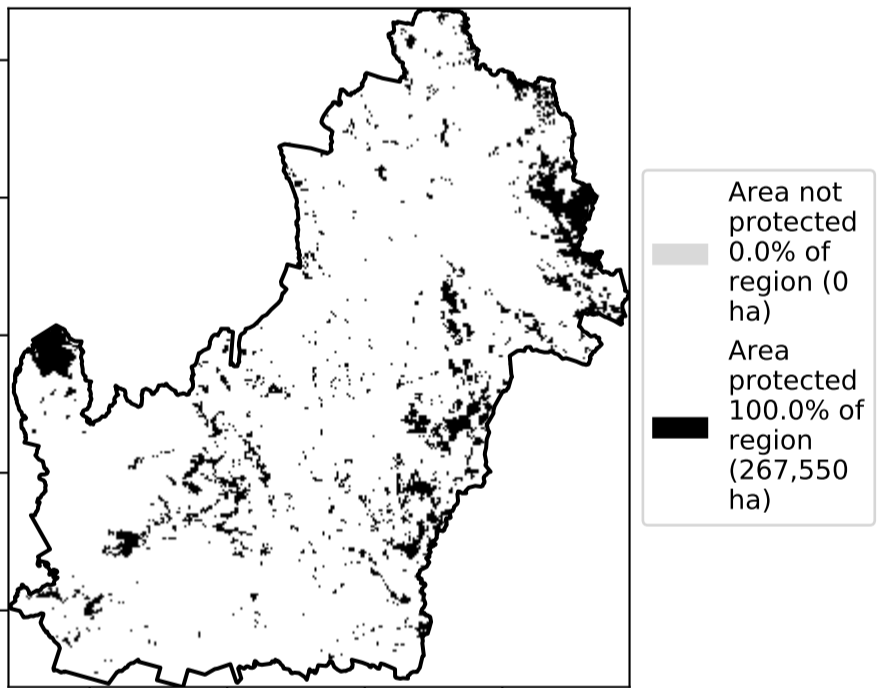 Area not
protected
0.0% of
region (0
ha)
Area
protected
100.0% of
region
(267,550
ha)